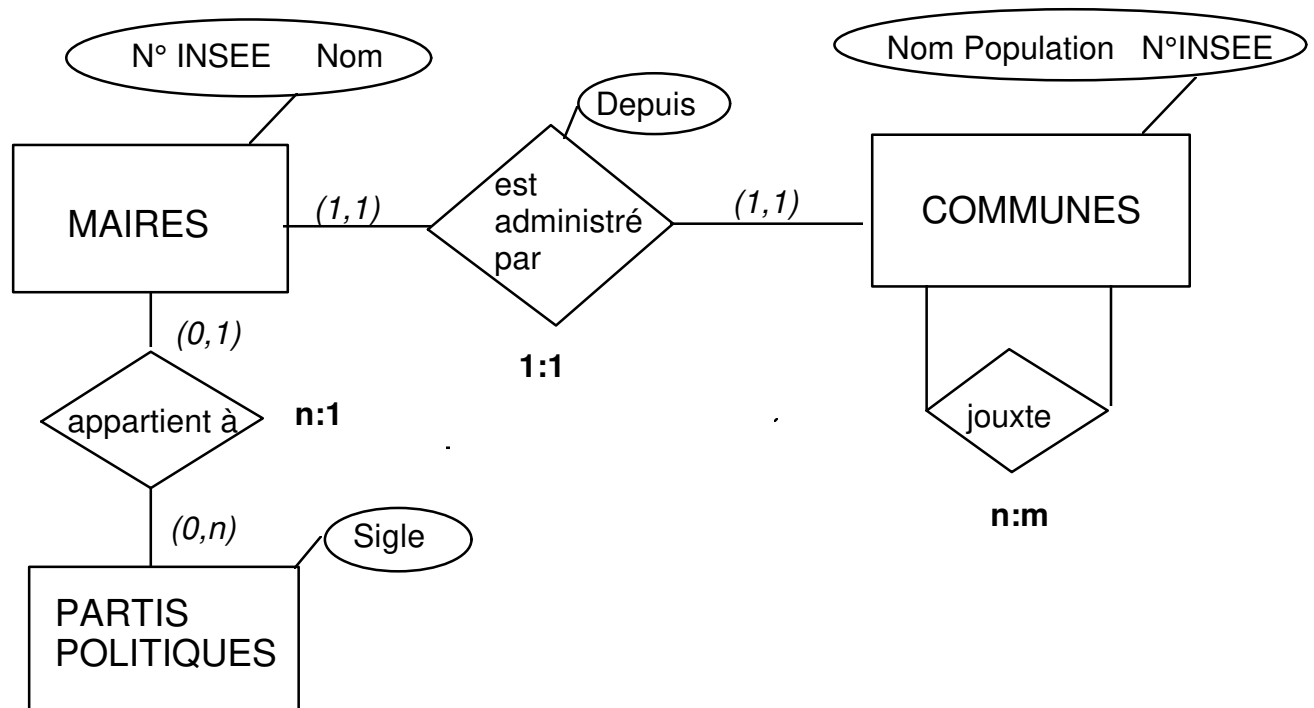 N° INSEE Nom
Nom Population N°INSEE
Depuis
MAIRES
(1,1)
est
administré
par
(1,1)
COMMUNES
(0,1)
1:1
appartient à
n:1
jouxte
n:m
(0,n)
Sigle
PARTIS
POLITIQUES